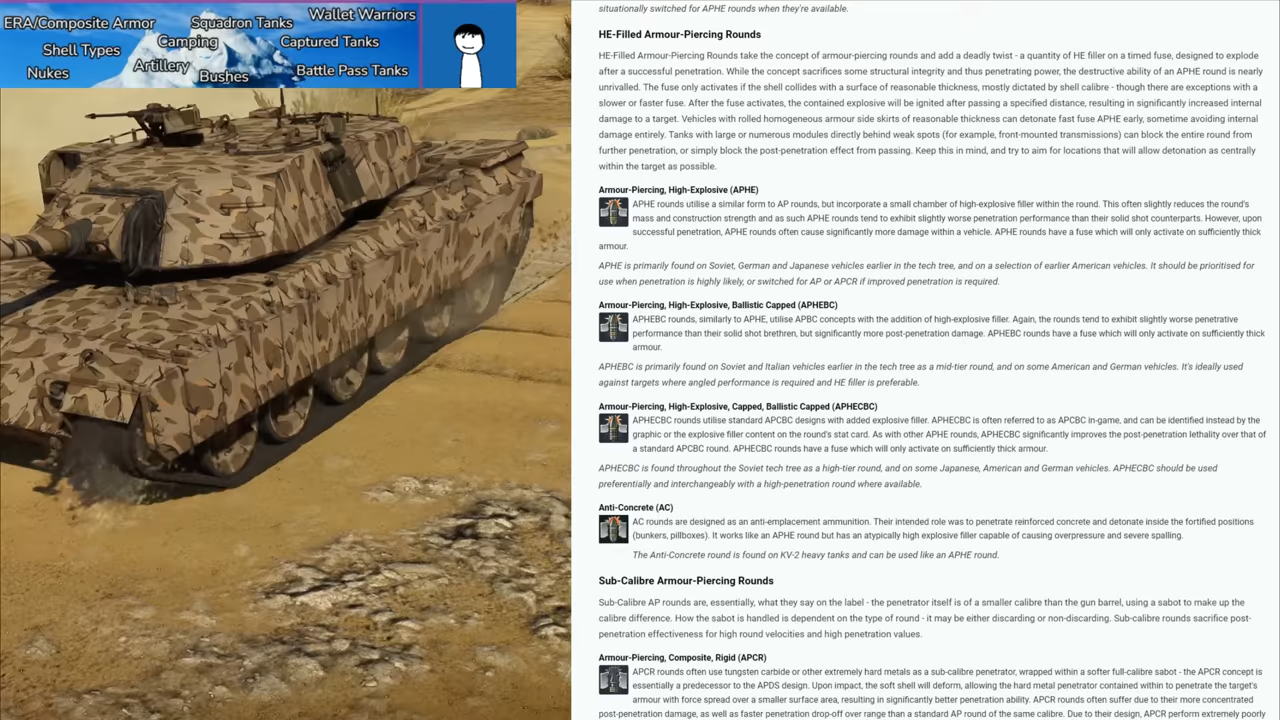 ERA/Composite Armor
Squadron Tanks
Wallet Warriors
Shell Types
Camping
Captured Tanks
Nukes
Artillery
Bushes
Battle Pass Tanks
situationally switched for APHE rounds when they're available.
HE-Filled Armour-Piercing Rounds
HE-Filled Armour-Piercing Rounds take the concept of armour-piercing rounds and add a deadly twist - a quantity of HE filler on a timed fuse, designed to explode
after a successful penetration. While the concept sacrifices some structural integrity and thus penetrating power, the destructive ability of an APHE round is nearly
unrivalled. The fuse only activates if the shell collides with a surface of reasonable thickness, mostly dictated by shell calibre - though there are exceptions with a
slower or faster fuse. After the fuse activates, the contained explosive will be ignited after passing a specified distance, resulting in significantly increased internal
damage to a target. Vehicles with rolled homogeneous armour side skirts of reasonable thickness can detonate fast fuse APHE early, sometime avoiding internal
damage entirely. Tanks with large or numerous modules directly behind weak spots (for example, front-mounted transmissions) can block the entire round from
further penetration, or simply block the post-penetration effect from passing. Keep this in mind, and try to aim for locations that will allow detonation as centrally
within the target as possible.
Armour-Piercing, High-Explosive (APHE)
APHE rounds utilise a similar form to AP rounds, but incorporate a small chamber of high-explosive filler within the round. This often slightly reduces the round's
mass and construction strength and as such APHE rounds tend to exhibit slightly worse penetration performance than their solid shot counterparts. However, upon
successful penetration, APHE rounds often cause significantly more damage within a vehicle. APHE rounds have a fuse which will only activate on sufficiently thick
armour.
APHE is primarily found on Soviet, German and Japanese vehicles earlier in the tech tree, and on a selection of earlier American vehicles. It should be prioritised for
use when penetration is highly likely, or switched for AP or APCR if improved penetration is required.
Armour-Piercing, High-Explosive, Ballistic Capped (APHEBC)
APHEBC rounds, similarly to APHE, utilise APBC concepts with the addition of high-explosive filler. Again, the rounds tend to exhibit slightly worse penetrative
performance than their solid shot brethren, but significantly more post-penetration damage. APHEBC rounds have a fuse which will only activate on sufficiently thick
armour.
APHEBC is primarily found on Soviet and Italian vehicles earlier in the tech tree as a mid-tier round, and on some American and German vehicles. It's ideally used
against targets where angled performance is required and HE filler is preferable.
Armour-Piercing, High-Explosive, Capped, Ballistic Capped (APHECBC)
APHECBC rounds utilise standard APCBC designs with added explosive filler. APHECBC is often referred to as APCBC in-game, and can be identified instead by the
graphic or the explosive filler content on the round's stat card. As with other APHE rounds, APHECBC significantly improves the post-penetration lethality over that of
a standard APCBC round. APHECBC rounds have a fuse which will only activate on sufficiently thick armour.
APHECBC is found throughout the Soviet tech tree as a high-tier round, and on some Japanese, American and German vehicles. APHECBC should be used
preferentially and interchangeably with a high-penetration round where available.
Anti-Concrete (AC)
AC rounds are designed as an anti-emplacement ammunition. Their intended role was to penetrate reinforced concrete and detonate inside the fortified positions
(bunkers, pillboxes). It works like an APHE round but has an atypically high explosive filler capable of causing overpressure and severe spalling.
The Anti-Concrete round is found on KV-2 heavy tanks and can be used like an APHE round.
Sub-Calibre Armour-Piercing Rounds
Sub-Calibre AP rounds are, essentially, what they say on the label - the penetrator itself is of a smaller calibre than the gun barrel, using a sabot to make up the
calibre difference. How the sabot is handled is dependent on the type of round - it may be either discarding or non-discarding. Sub-calibre rounds sacrifice post-
penetration effectiveness for high round velocities and high penetration values.
Armour-Piercing, Composite, Rigid (APCR)
APCR rounds often use tungsten carbide or other extremely hard metals as a sub-calibre penetrator, wrapped within a softer full-calibre sabot - the APCR concept is
essentially a predecessor to the APDS design. Upon impact, the soft shell will deform, allowing the hard metal penetrator contained within to penetrate the target's
armour with force spread over a smaller surface area, resulting in significantly better penetration ability. APCR rounds often suffer due to their more concentrated
post-penetration damage, as well as faster penetration drop-off over range than a standard AP round of the same calibre. Due to their design, APCR perform extremely poorly